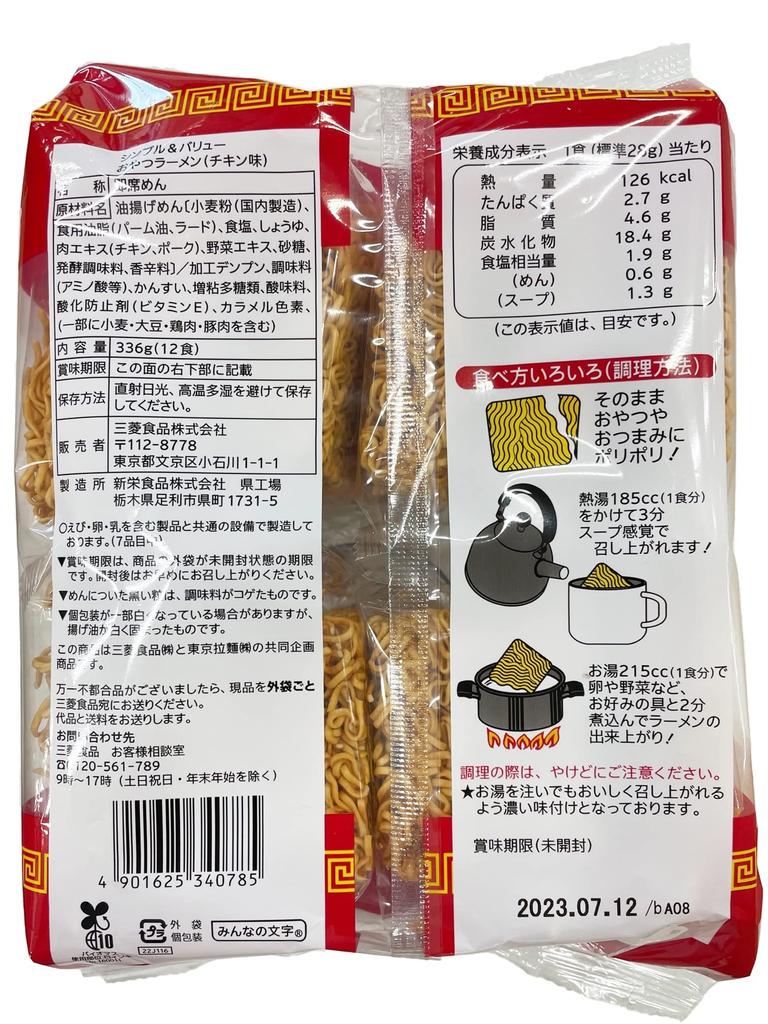 シンプル＆バリュー
おやつラーメン(チキン味)
名称 即席めん
原材料名 油揚げめん〔小麦粉(国内製造)、
食用油脂(パーム油、ラード)、食塩、しょうゆ、
肉エキス(チキン、ポーク)、野菜エキス、砂糖、
発酵調味料、香辛料〕／加工デンプン、調味料
(アミノ酸等)、かんすい、増粘多糖類、酸味料、
酸化防止剤(ビタミンE)、カラメル色素、
(一部に小麦・大豆・鶏肉・豚肉を含む)
内容量 336g(12食)
賞味期限 この面の右下部に記載
保存方法 直射日光、高温多湿を避けて保存
してください。
販売者 三菱食品株式会社
〒112-8778
東京都文京区小石川1-1-1
製造所 新栄食品株式会社 県工場
栃木県足利市県町1731-5
○えび・卵・乳を含む製品と共通の設備で製造して
おります。(7品目中)
▼賞味期限は、商品の外袋が未開封状態の期限
です。開封後はお早めにお召し上がりください。
▼めんについた黒い粒は、調味料がコゲたものです。
▼個包装が一部白くなっている場合がありますが、
揚げ油が白く固まったものです。
この商品は三菱食品㈱と東京拉麵㈱の共同企画
商品です。
万一不都合品がございましたら、現品を外袋ごと
三菱食品宛にお送りください。
代品と送料をお送りします。
お問い合わせ先
三菱食品 お客様相談室
0120-561-789
9時〜17時(土日祝日・年末年始を除く)
4 901625 340785
10
バイオマス
プラ
外袋
個包装
みんなの文字®
22J116
栄養成分表示 1食(標準28g)当たり
熱量 126 kcal
たんぱく質 2.7 g
脂質 4.6 g
炭水化物 18.4 g
食塩相当量 1.9 g
(めん) 0.6 g
(スープ) 1.3 g
(この表示値は、目安です。)
食べ方いろいろ(調理方法)
そのまま
おやつや
おつまみに
ポリポリ！
熱湯185cc(1食分)
をかけて3分
スープ感覚で
召し上がれます！
お湯215cc(1食分)で
卵や野菜など、
お好みの具と2分
煮込んでラーメンの
出来上がり！
調理の際は、やけどにご注意ください。
★お湯を注いでもおいしく召し上がれる
よう濃い味付けとなっております。
賞味期限(未開封)
2023.07.12 /bA08